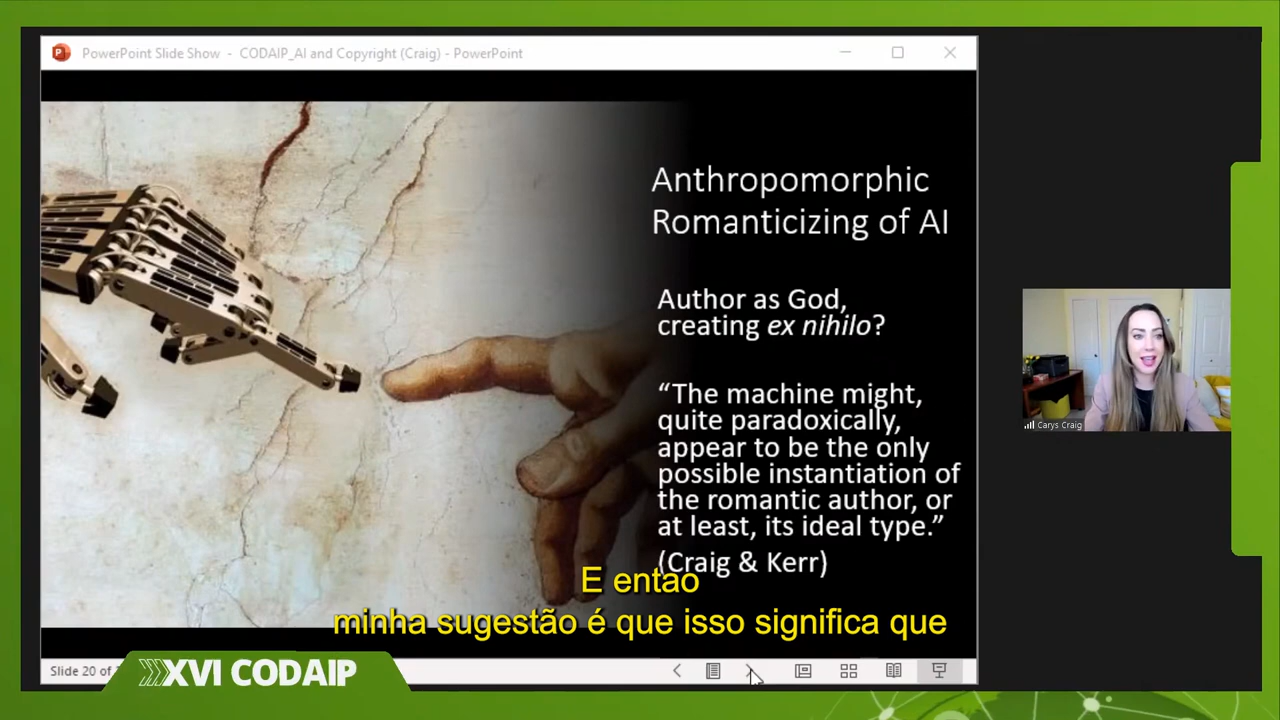 PowerPoint Slide Show - CODAIP_AI and Copyright (Craig) - PowerPoint
Anthropomorphic
Romanticizing of AI
Author as God,
creating ex nihilo?
“The machine might,
quite paradoxically,
appear to be the only
possible instantiation of
the romantic author, or
at least, its ideal type.”
(Craig & Kerr)
Carys Craig
E então
minha sugestão é que isso significa que
Slide 20 of
XVI CODAIP